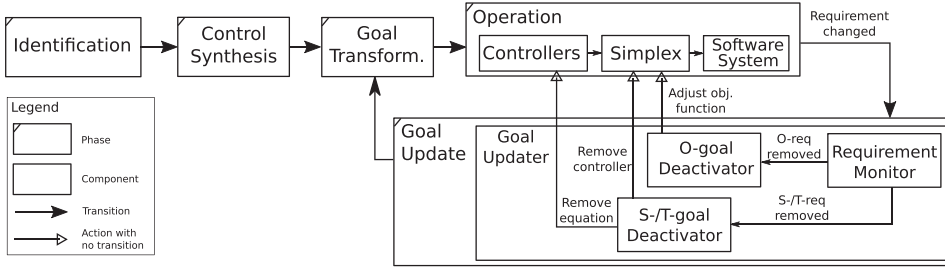 Identification
Control
Synthesis
Goal
Transform.
Operation
Controllers
Simplex
Software
System
Requirement
changed
Legend
Phase
Component
Transition
Action with
no transition
Goal
Update
Goal
Updater
Adjust obj.
function
Remove
controller
Remove
equation
O-goal
Deactivator
O-req
removed
Requirement
Monitor
S-/T-req
removed
S-/T-goal
Deactivator